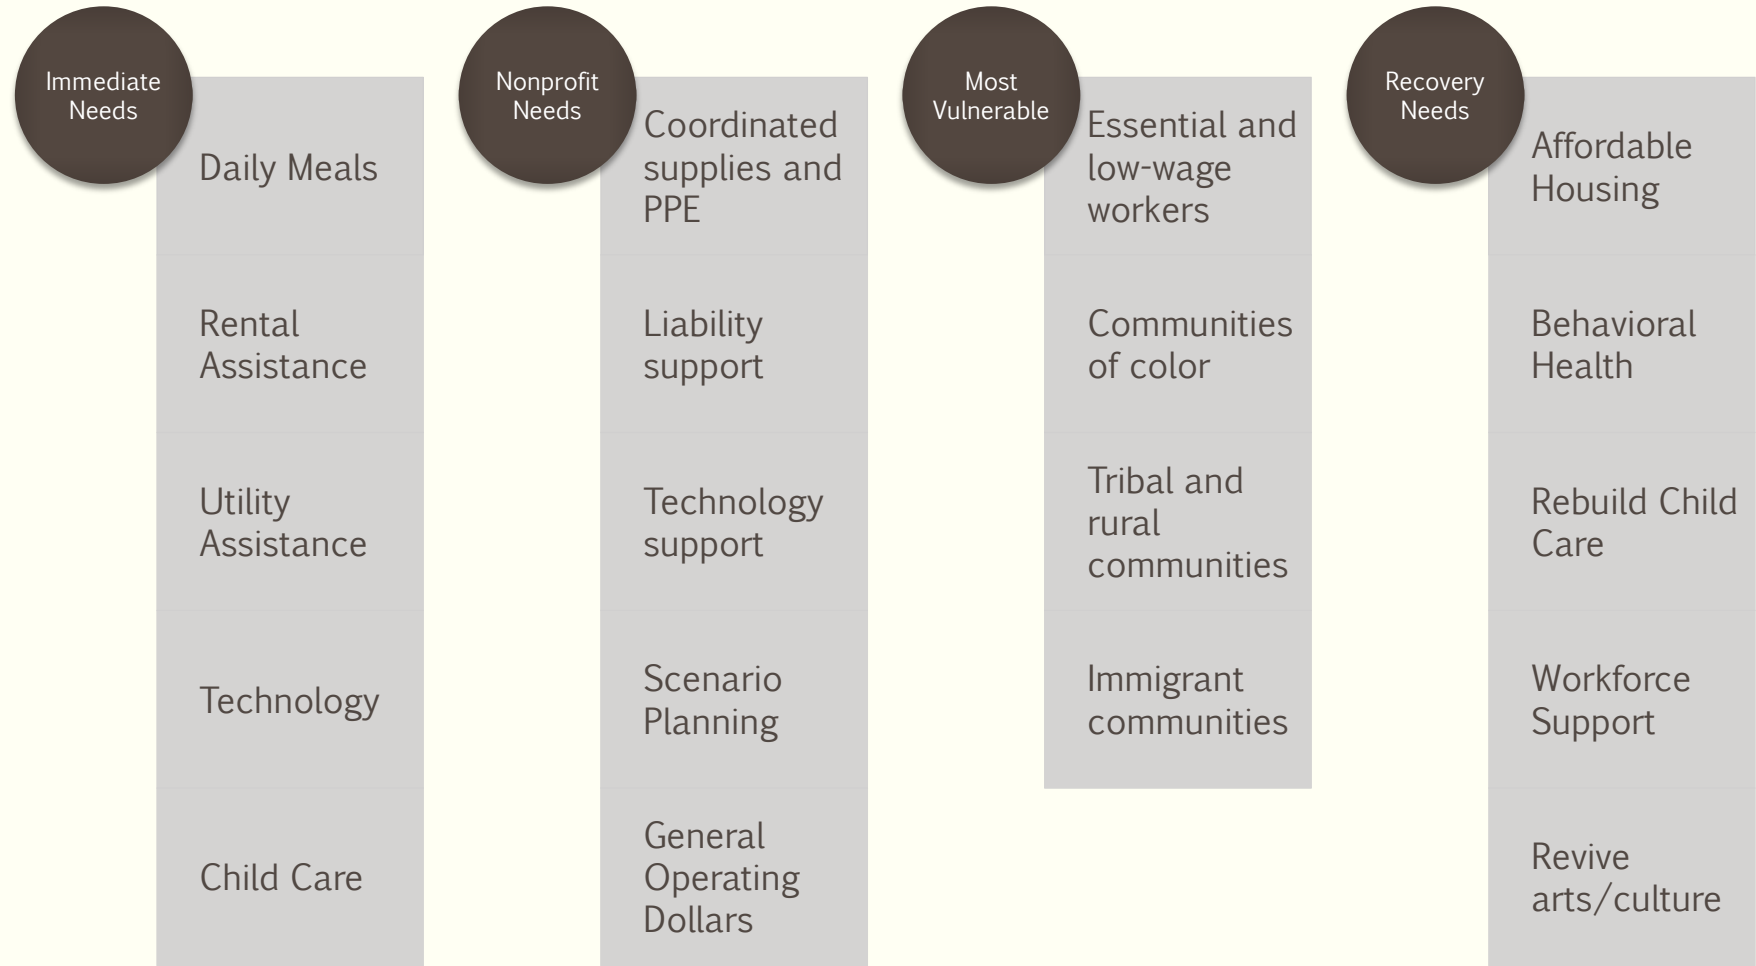 Immediate
Needs
Daily Meals
Rental
Assistance
Utility
Assistance
Technology
Child Care
Nonprofit
Needs
Coordinated
supplies and
PPE
Liability
support
Technology
support
Scenario
Planning
General
Operating
Dollars
Most
Vulnerable
Essential and
low-wage
workers
Communities
of color
Tribal and
rural
communities
Immigrant
communities
Recovery
Needs
Affordable
Housing
Behavioral
Health
Rebuild Child
Care
Workforce
Support
Revive
arts/culture